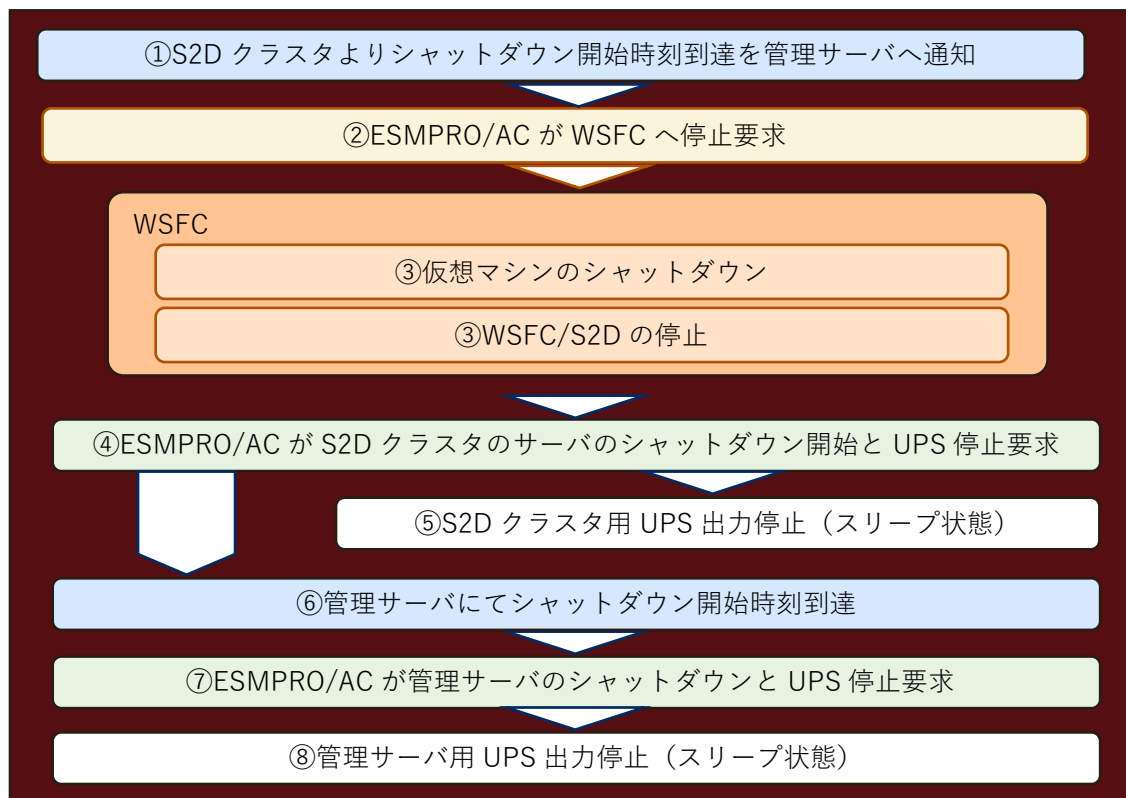 ①S2D クラスタよりシャットダウン開始時刻到達を管理サーバへ通知
②ESMPRO/AC が WSFC へ停止要求
WSFC
③仮想マシンのシャットダウン
③WSFC/S2D の停止
④ESMPRO/AC が S2D クラスタのサーバのシャットダウン開始と UPS 停止要求
⑤S2D クラスタ用 UPS 出力停止（スリープ状態）
⑥管理サーバにてシャットダウン開始時刻到達
⑦ESMPRO/AC が管理サーバのシャットダウンと UPS 停止要求
⑧管理サーバ用 UPS 出力停止（スリープ状態）